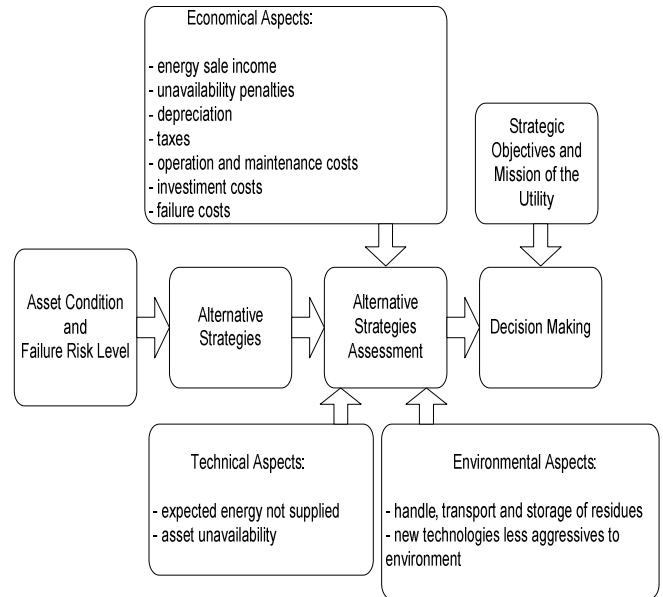 Economical Aspects:
- energy sale income
- unavailability penalties
- depreciation
- taxes
- operation and maintenance costs
- investiment costs
- failure costs
Strategic
Objectives and
Mission of the
Utility
Asset Condition
and
Failure Risk Level
Alternative
Strategies
Alternative
Strategies
Assessment
Decision Making
Technical Aspects:
- expected energy not supplied
- asset unavailability
Environmental Aspects:
- handle, transport and storage of residues
- new technologies less aggressives to
environment